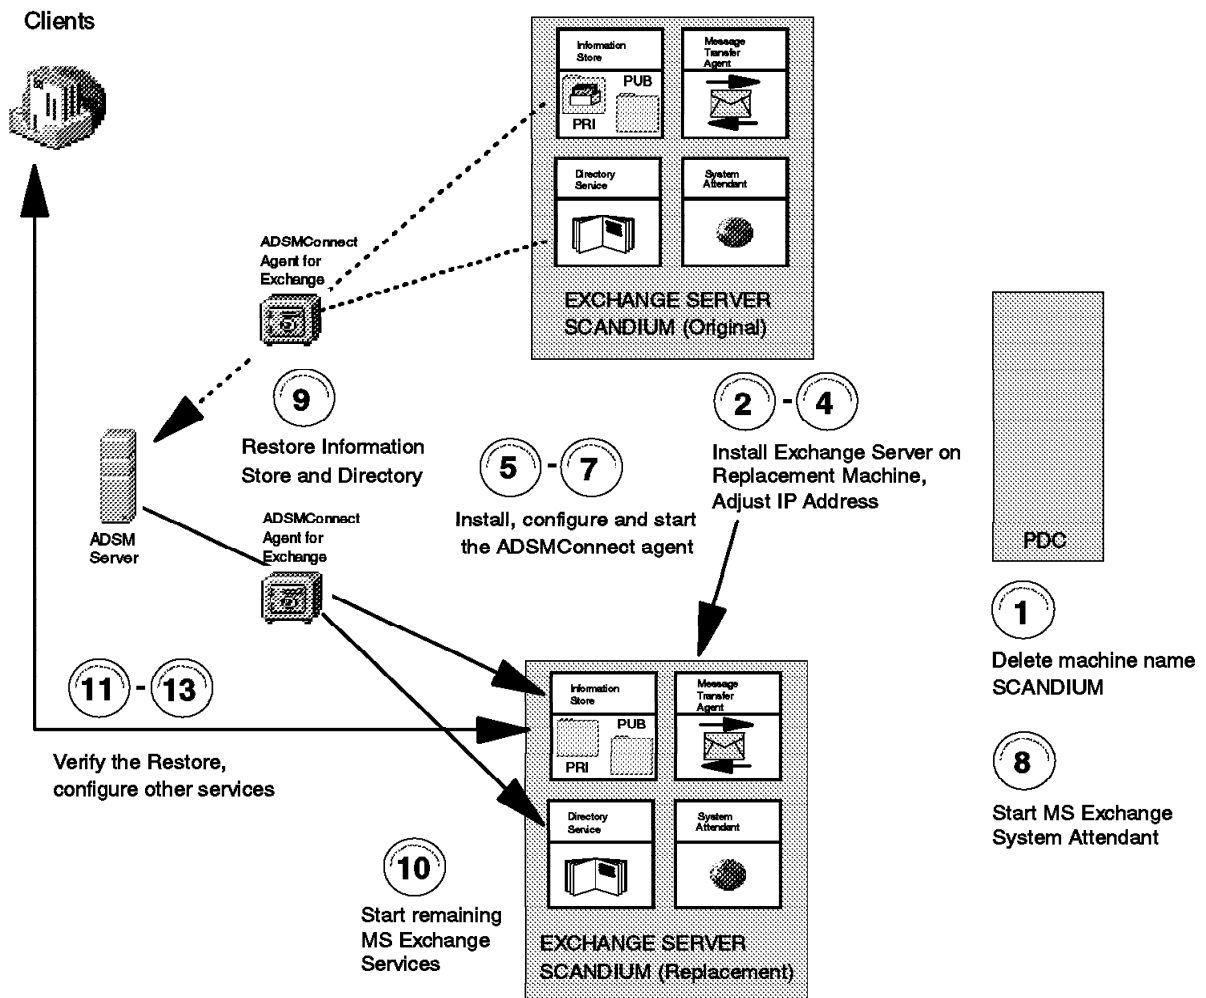 Clients
Information
Store
PUB
PRI
Message
Transfer
Agent
Directory
Service
System
Attendant
EXCHANGE SERVER
SCANDIUM (Original)
ADSMConnect
Agent for
Exchange
9
Restore Information
Store and Directory
ADSM
Server
ADSMConnect
Agent for
Exchange
5 - 7
Install, configure and start
the ADSMConnect agent
2 - 4
Install Exchange Server on
Replacement Machine,
Adjust IP Address
PDC
1
Delete machine name
SCANDIUM
8
Start MS Exchange
System Attendant
11 - 13
Verify the Restore,
configure other services
10
Start remaining
MS Exchange
Services
Information
Store
PUB
PRI
Message
Transfer
Agent
Directory
Service
System
Attendant
EXCHANGE SERVER
SCANDIUM (Replacement)